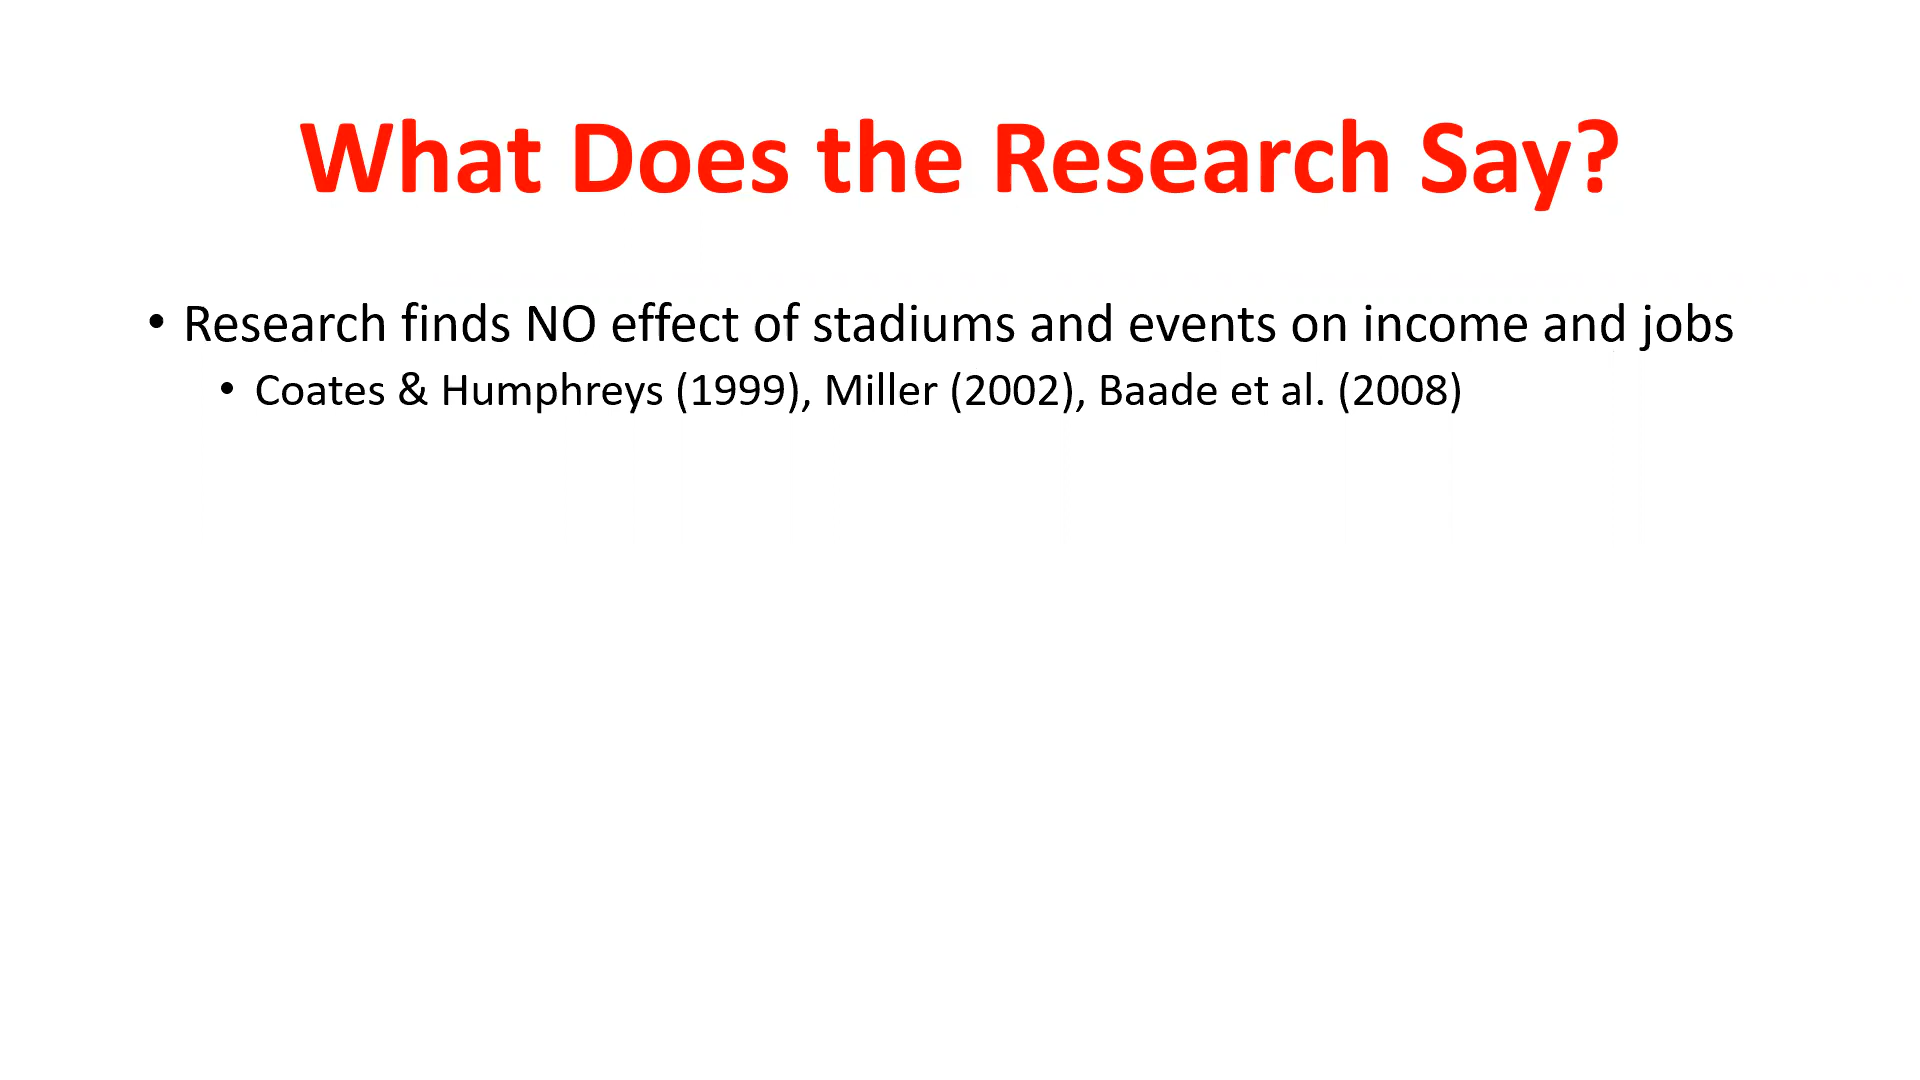 What Does the Research Say?
• Research finds NO effect of stadiums and events on income and jobs
• Coates & Humphreys (1999), Miller (2002), Baade et al. (2008)